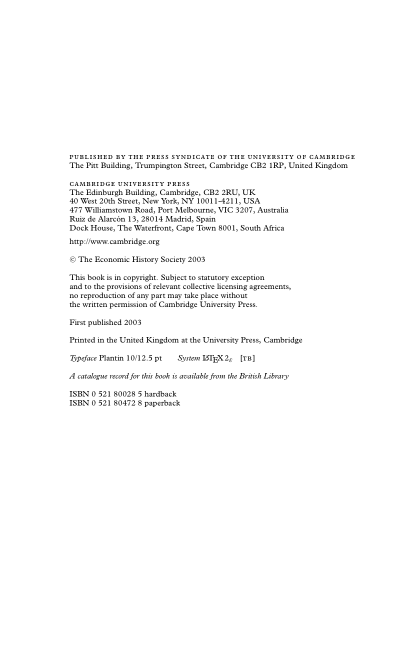 PUBLISHED BY THE PRESS SYNDICATE OF THE UNIVERSITY OF CAMBRIDGE
The Pitt Building, Trumpington Street, Cambridge CB2 1RP, United Kingdom
CAMBRIDGE UNIVERSITY PRESS
The Edinburgh Building, Cambridge, CB2 2RU, UK
40 West 20th Street, New York, NY 10011-4211, USA
477 Williamstown Road, Port Melbourne, VIC 3207, Australia
Ruiz de Alarcón 13, 28014 Madrid, Spain
Dock House, The Waterfront, Cape Town 8001, South Africa
http://www.cambridge.org
© The Economic History Society 2003
This book is in copyright. Subject to statutory exception
and to the provisions of relevant collective licensing agreements,
no reproduction of any part may take place without
the written permission of Cambridge University Press.
First published 2003
Printed in the United Kingdom at the University Press, Cambridge
Typeface Plantin 10/12.5 pt System LATEX 2ε [TB]
A catalogue record for this book is available from the British Library
ISBN 0 521 80028 5 hardback
ISBN 0 521 80472 8 paperback